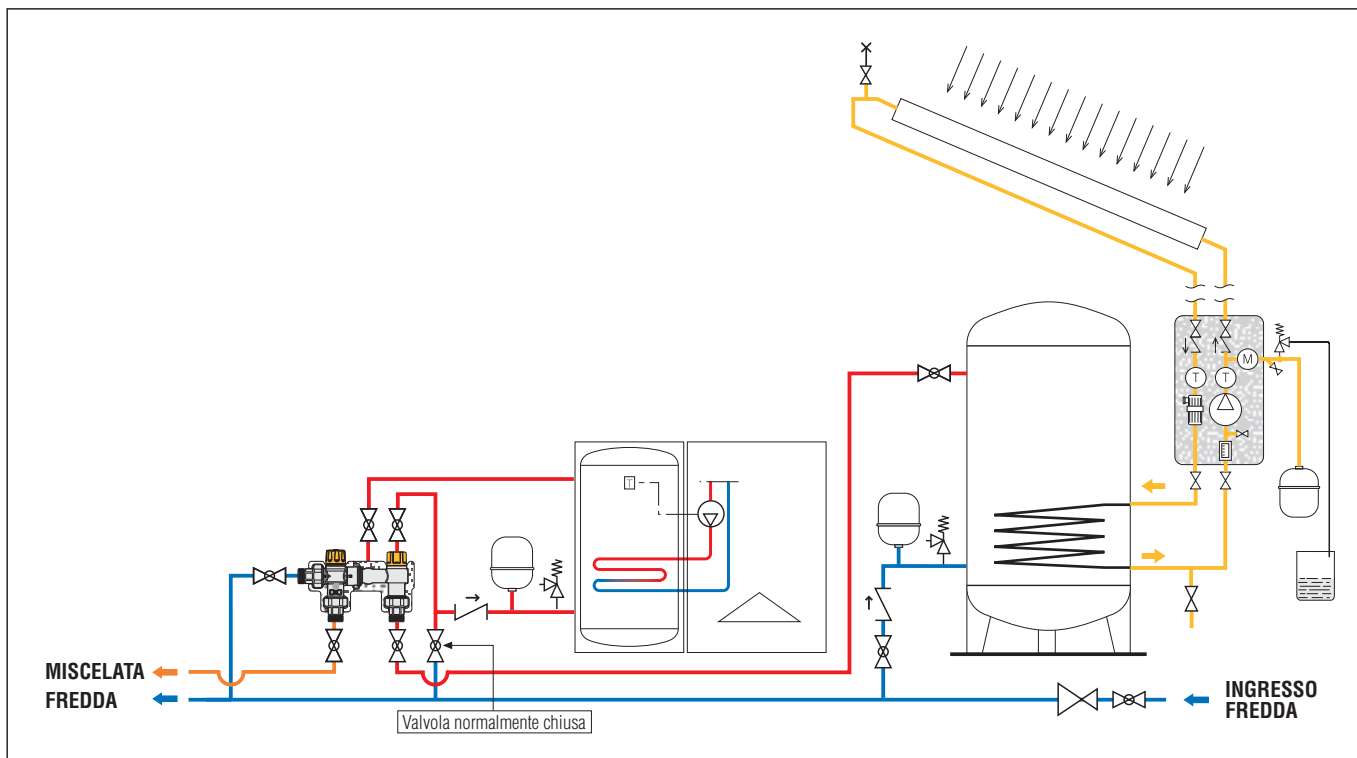 M
T
T
T
MISCELATA
FREDDA
Valvola normalmente chiusa
INGRESSO
FREDDA